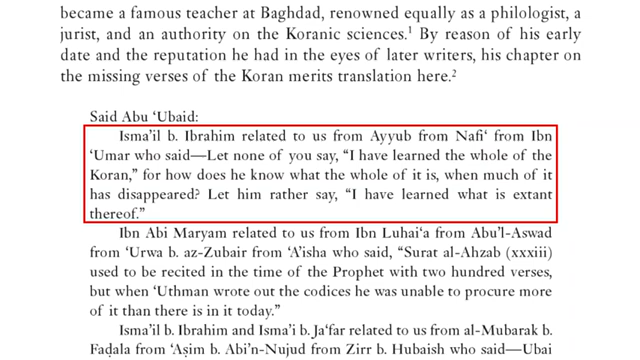 became a famous teacher at Baghdad, renowned equally as a philologist, a
jurist, and an authority on the Koranic sciences.¹ By reason of his early
date and the reputation he had in the eyes of later writers, his chapter on
the missing verses of the Koran merits translation here.²
Said Abu ‘Ubaid:
Isma‘il b. Ibrahim related to us from Ayyub from Nafi‘ from Ibn
‘Umar who said—Let none of you say, “I have learned the whole of the
Koran,” for how does he know what the whole of it is, when much of it
has disappeared? Let him rather say, “I have learned what is extant
thereof.”
Ibn Abi Maryam related to us from Ibn Luhai‘a from Abu’l-Aswad
from ‘Urwa b. az-Zubair from ‘A’isha who said, “Surat al-Ahzab (xxxiii)
used to be recited in the time of the Prophet with two hundred verses,
but when ‘Uthman wrote out the codices he was unable to procure more
of it than there is in it today.”
Isma‘il b. Ibrahim and Isma‘i b. Ja‘far related to us from al-Mubarak b.
Faḍala from ‘Aṣim b. Abi’n-Nujud from Zirr b. Hubaish who said—Ubai